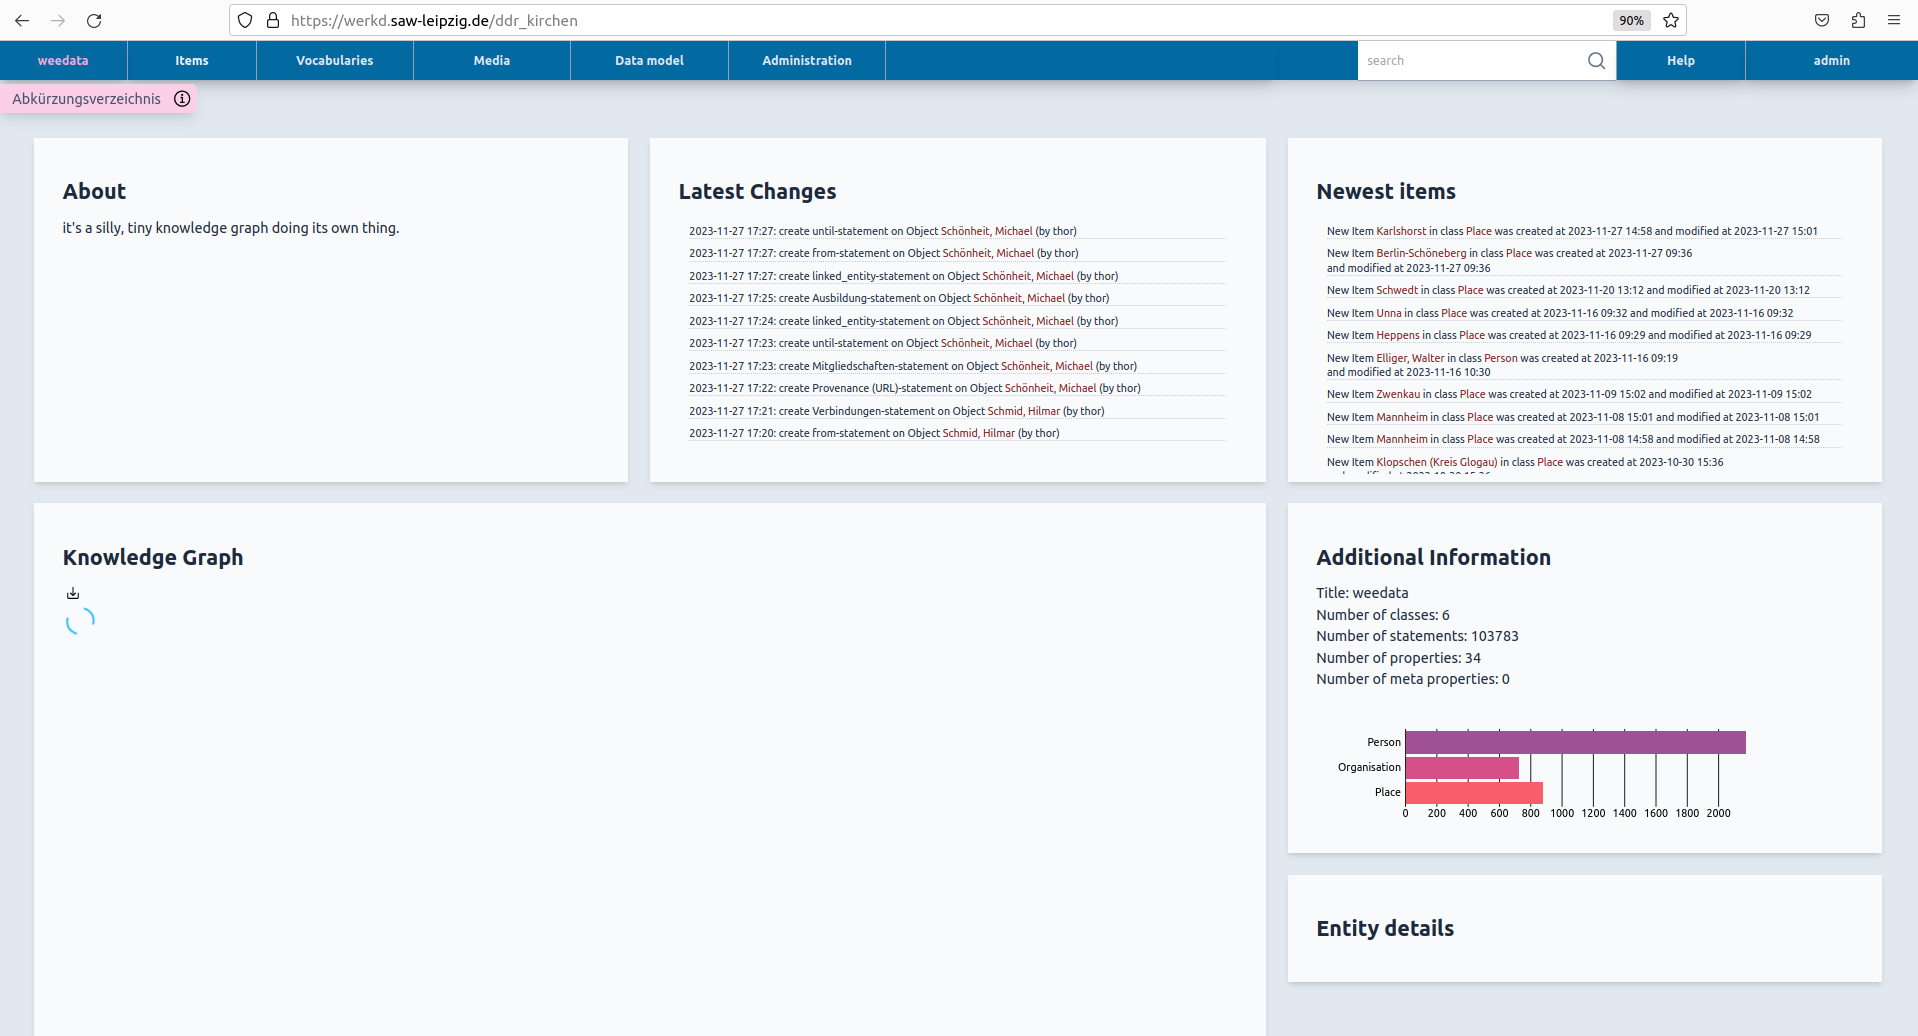 https://werkd.saw-leipzig.de/ddr_kirchen
90%
weedata
Items
Vocabularies
Media
Data model
Administration
search
Help
admin
Abkürzungsverzeichnis
About
it's a silly, tiny knowledge graph doing its own thing.
Latest Changes
2023-11-27 17:27: create until-statement on Object Schönheit, Michael (by thor)
2023-11-27 17:27: create from-statement on Object Schönheit, Michael (by thor)
2023-11-27 17:27: create linked_entity-statement on Object Schönheit, Michael (by thor)
2023-11-27 17:25: create Ausbildung-statement on Object Schönheit, Michael (by thor)
2023-11-27 17:24: create linked_entity-statement on Object Schönheit, Michael (by thor)
2023-11-27 17:23: create until-statement on Object Schönheit, Michael (by thor)
2023-11-27 17:23: create Mitgliedschaften-statement on Object Schönheit, Michael (by thor)
2023-11-27 17:22: create Provenance (URL)-statement on Object Schönheit, Michael (by thor)
2023-11-27 17:21: create Verbindungen-statement on Object Schmid, Hilmar (by thor)
2023-11-27 17:20: create from-statement on Object Schmid, Hilmar (by thor)
Newest items
New Item Karlshorst in class Place was created at 2023-11-27 14:58 and modified at 2023-11-27 15:01
New Item Berlin-Schöneberg in class Place was created at 2023-11-27 09:36
and modified at 2023-11-27 09:36
New Item Schwedt in class Place was created at 2023-11-20 13:12 and modified at 2023-11-20 13:12
New Item Unna in class Place was created at 2023-11-16 09:32 and modified at 2023-11-16 09:32
New Item Heppens in class Place was created at 2023-11-16 09:29 and modified at 2023-11-16 09:29
New Item Elliger, Walter in class Person was created at 2023-11-16 09:19
and modified at 2023-11-16 10:30
New Item Zwenkau in class Place was created at 2023-11-09 15:02 and modified at 2023-11-09 15:02
New Item Mannheim in class Place was created at 2023-11-08 15:01 and modified at 2023-11-08 15:01
New Item Mannheim in class Place was created at 2023-11-08 14:58 and modified at 2023-11-08 14:58
New Item Klopschen (Kreis Glogau) in class Place was created at 2023-10-30 15:36
Knowledge Graph
Additional Information
Title: weedata
Number of classes: 6
Number of statements: 103783
Number of properties: 34
Number of meta properties: 0
Person
Organisation
Place
0 200 400 600 800 1000 1200 1400 1600 1800 2000
Entity details